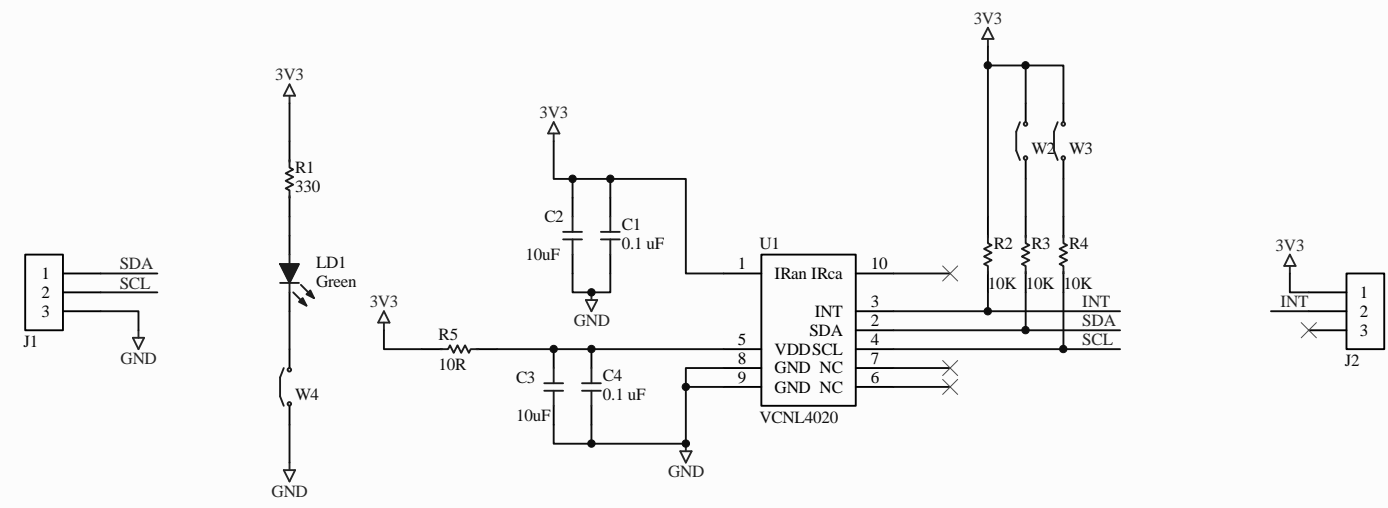 3V3
3V3
3V3
R1
330
W2
W3
C2
10uF
C1
0.1 uF
U1
R2
10K
R3
10K
R4
10K
3V3
1
2
3
SDA
SCL
J1
GND
LD1
Green
1
IRan
IRca
10
GND
3V3
R5
10R
INT
3
INT
SDA
2
SDA
5
VDD
SCL
4
SCL
8
GND
NC
7
9
GND
NC
6
VCNL4020
INT
1
2
3
J2
C3
10uF
C4
0.1 uF
W4
GND
GND